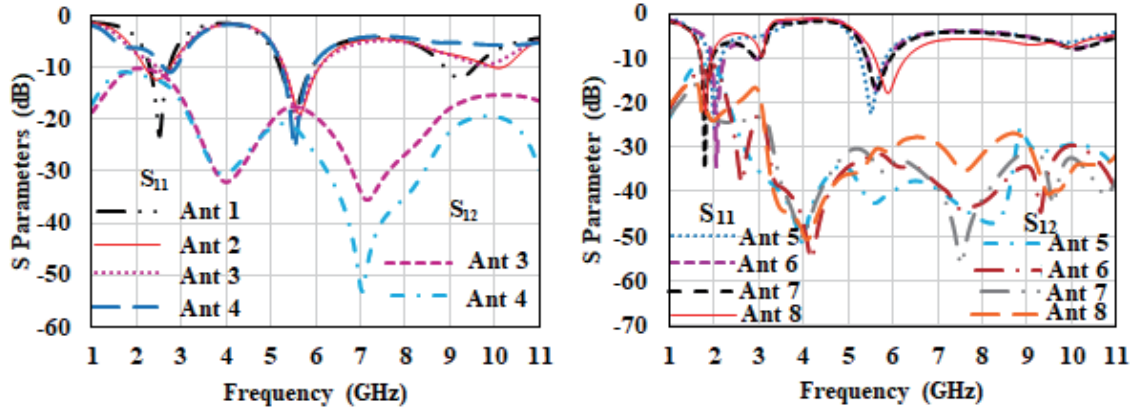 S Parameters (dB)
0
-10
-20
-30
-40
-50
-60
S11
Ant 1
Ant 2
Ant 3
Ant 4
S12
Ant 3
Ant 4
1 2 3 4 5 6 7 8 9 10 11
Frequency (GHz)
S Parameter (dB)
0
-10
-20
-30
-40
-50
-60
-70
S11
Ant 5
Ant 6
Ant 7
Ant 8
S12
Ant 5
Ant 6
Ant 7
Ant 8
1 2 3 4 5 6 7 8 9 10 11
Frequency (GHz)